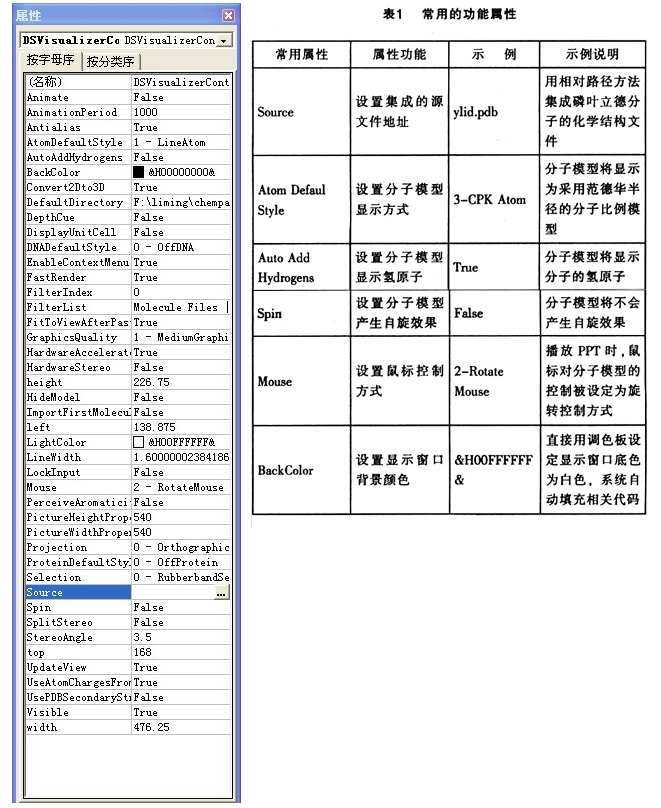 属性
DSVisualizerCo DSVisualizerCon
按字母序 按分类序
(名称) DSVisualizerCont
Animate False
AnimationPeriod 1000
Antialias True
AtomDefaultStyle 1 - LineAtom
AutoAddHydrogens False
BackColor &H00000000&
Convert2Dto3D True
DefaultDirectory F:\liming\chempa
DepthCue False
DisplayUnitCell False
DNADefaultStyle 0 - OffDNA
EnableContextMenu True
FastRender True
FilterIndex 0
FilterList Molecule Files |
FitToViewAfterPas True
GraphicsQuality 1 - MediumGraphi
HardwareAccelerat True
HardwareStereo False
height 226.75
HideModel False
ImportFirstMolecul False
left 138.875
LightColor &H00FFFFFF&
LineWidth 1.60000002384186
LockInput False
Mouse 2 - RotateMouse
PerceiveAromatici False
PictureHeightProp 540
PictureWidthProper 540
Projection 0 - Orthographic
ProteinDefaultStyl 0 - OffProtein
Selection 0 - RubberbandSe
Source ...
Spin False
SplitStereo False
StereoAngle 3.5
top 168
UpdateView True
UseAtomChargesFrom True
UsePDBSecondaryStr False
Visible True
width 476.25
表1 常用的功能属性
常用属性 属性功能 示 例 示例说明
Source
设置集成的源
文件地址
ylid.pdb
用相对路径方法
集成磷叶立德分
子的化学结构文
件
Atom Defaul
Style
设置分子模型
显示方式
3-CPK Atom
分子模型将显示
为采用范德华半
径的分子比例模
型
Auto Add
Hydrogens
设置分子模型
显示氢原子
True
分子模型将显示
分子的氢原子
Spin
设置分子模型
产生自旋效果
False
分子模型将不会
产生自旋效果
Mouse
设置鼠标控制
方式
2-Rotate
Mouse
播放 PPT 时,鼠
标对分子模型的
控制被设定为旋
转控制方式
BackColor
设置显示窗口
背景颜色
&H00FFFFFF
&
直接用调色板设
定显示窗口底色
为白色，系统自
动填充相关代码